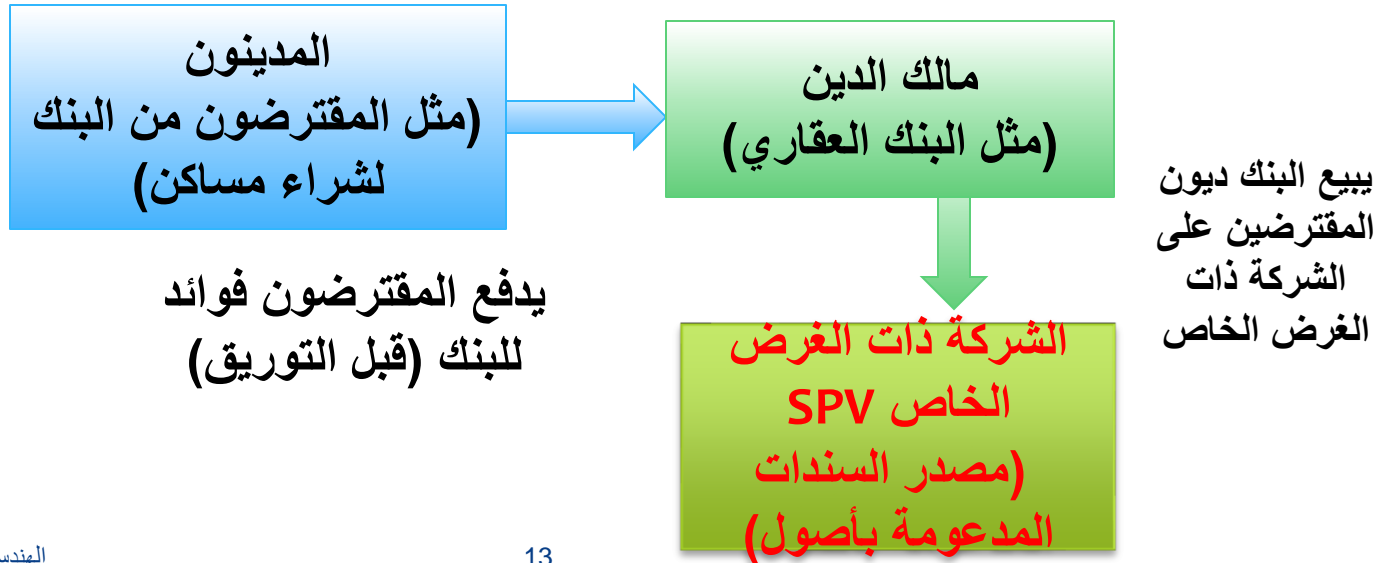 المدينون
(مثل المقترضون من البنك
لشراء مساكن)
مالك الدين
(مثل البنك العقاري)
يبيع البنك ديون
المقترضين على
الشركة ذات
الغرض الخاص
يدفع المقترضون فوائد
للبنك (قبل التوريق)
الشركة ذات الغرض
الخاص SPV
(مصدر السندات
المدعومة بأصول)
13